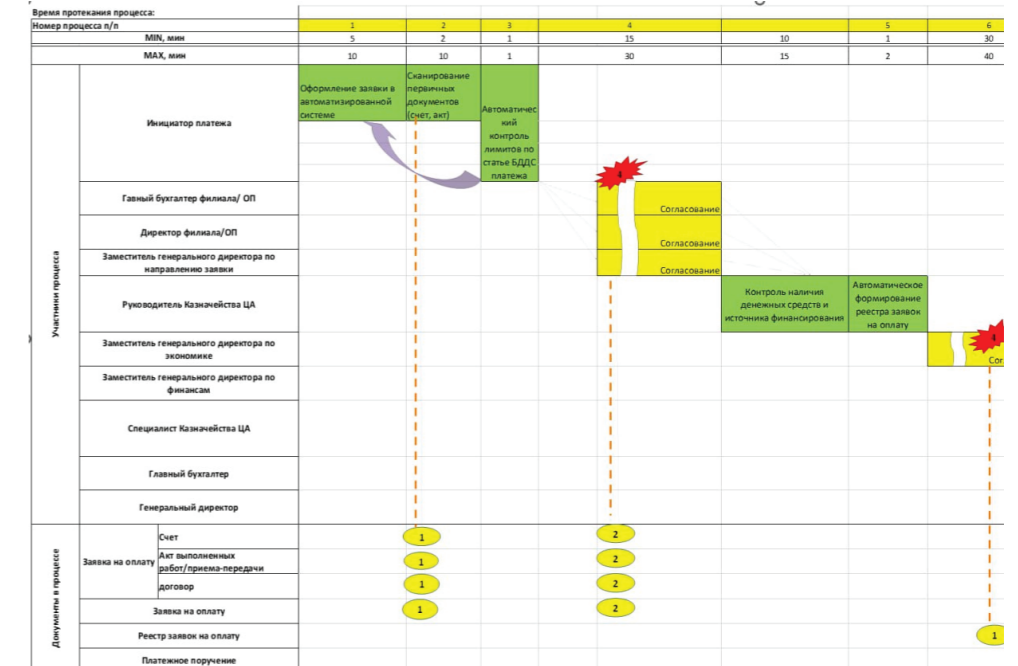 Время протекания процесса:
Номер процесса п/п 1 2 3 4 5 6
MIN, мин 5 2 1 15 10 1 30
MAX, мин 10 10 1 30 15 2 40
Участники процесса
Инициатор платежа
Оформление заявки в
автоматизированной
системе
Сканирование
первичных
документов
(счет, акт)
Автоматичес
кий
контроль
лимитов по
статье БДДС
платежа
4
Гавный бухгалтер филиала/ ОП
Согласование
Директор филиала/ОП
Согласование
Заместитель генерального директора по
направлению заявки
Согласование
Руководитель Казначейства ЦА
Контроль наличия
денежных средств и
источника финансирования
Автоматическое
формирование
реестра заявок
на оплату
Заместитель генерального директора по
экономике
4
Сог
Заместитель генерального директора по
финансам
Специалист Казначейства ЦА
Главный бухгалтер
Генеральный директор
Документы в процессе
Заявка на оплату
Счет 1 2
Акт выполненных
работ/приема-передачи 1 2
договор 1 2
Заявка на оплату 1 2
Реестр заявок на оплату 1
Платежное поручение